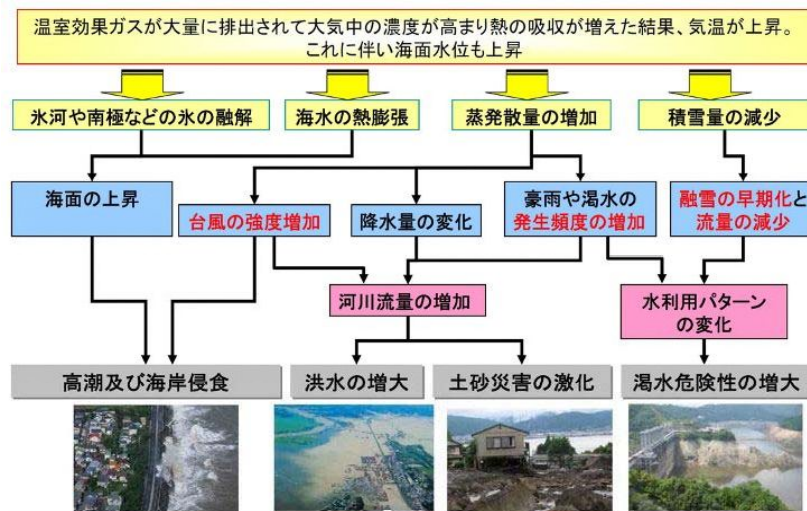 温室効果ガスが大量に排出されて大気中の濃度が高まり熱の吸収が増えた結果、気温が上昇。
これに伴い海面水位も上昇
氷河や南極などの氷の融解
海水の熱膨張
蒸発散量の増加
積雪量の減少
海面の上昇
台風の強度増加
降水量の変化
豪雨や渇水の
発生頻度の増加
融雪の早期化と
流量の減少
河川流量の増加
水利用パターン
の変化
高潮及び海岸侵食
洪水の増大
土砂災害の激化
渇水危険性の増大